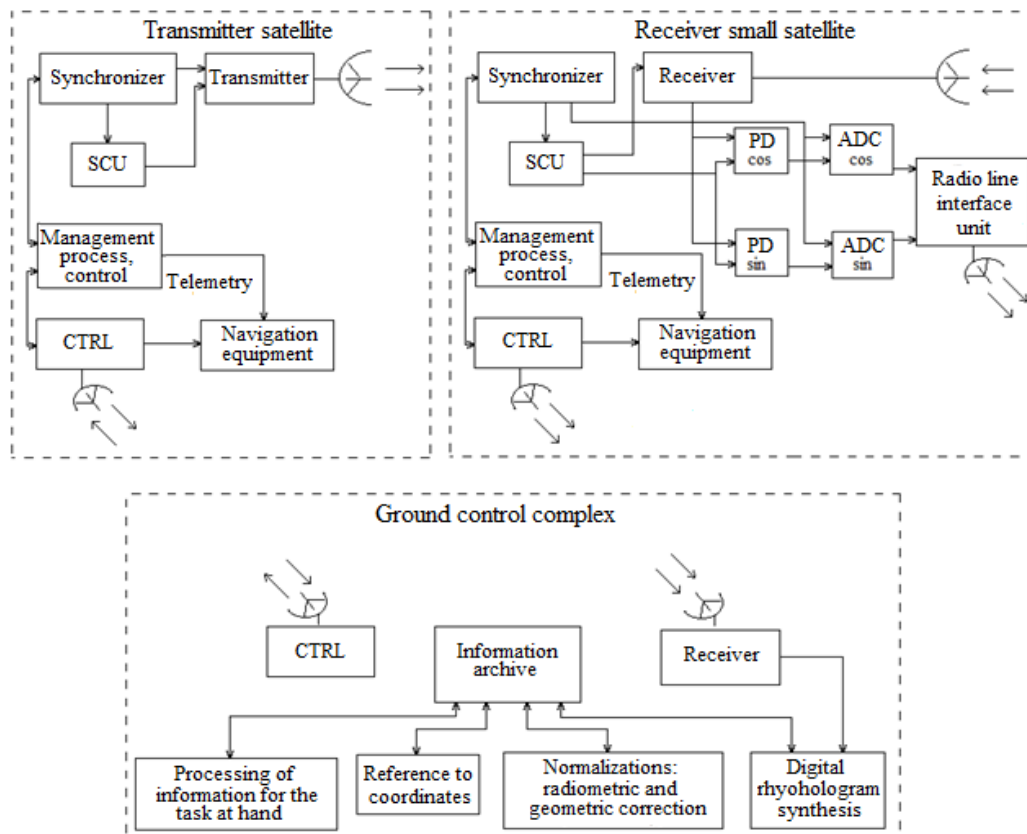 Transmitter satellite
Synchronizer
Transmitter
SCU
Management
process,
control
Telemetry
CTRL
Navigation
equipment
Receiver small satellite
Synchronizer
Receiver
SCU
PD
cos
ADC
cos
Radio line
interface
unit
PD
sin
ADC
sin
Management
process,
control
Telemetry
CTRL
Navigation
equipment
Ground control complex
CTRL
Information
archive
Receiver
Processing of
information for the
task at hand
Reference to
coordinates
Normalizations:
radiometric and
geometric correction
Digital
rhyohologram
synthesis